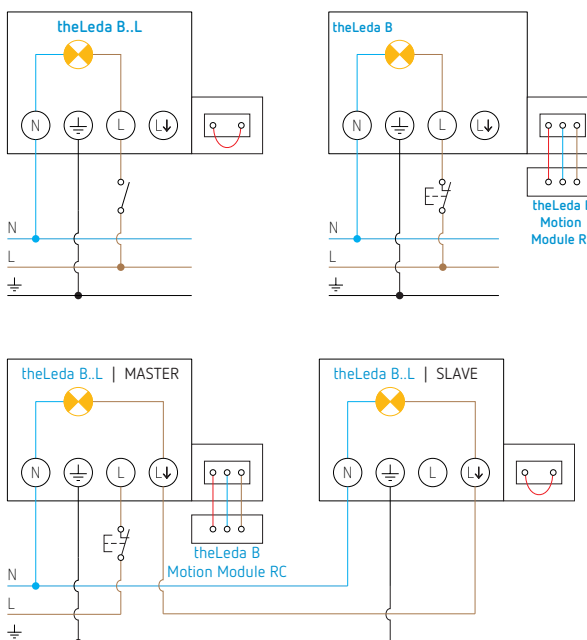 theLeda B..L
N L L↓
N
L
theLeda B
N L L↓
theLeda
Motion
Module R
N
L
theLeda B..L | MASTER
N L L↓
theLeda B
Motion Module RC
N
L
theLeda B..L | SLAVE
N L L↓